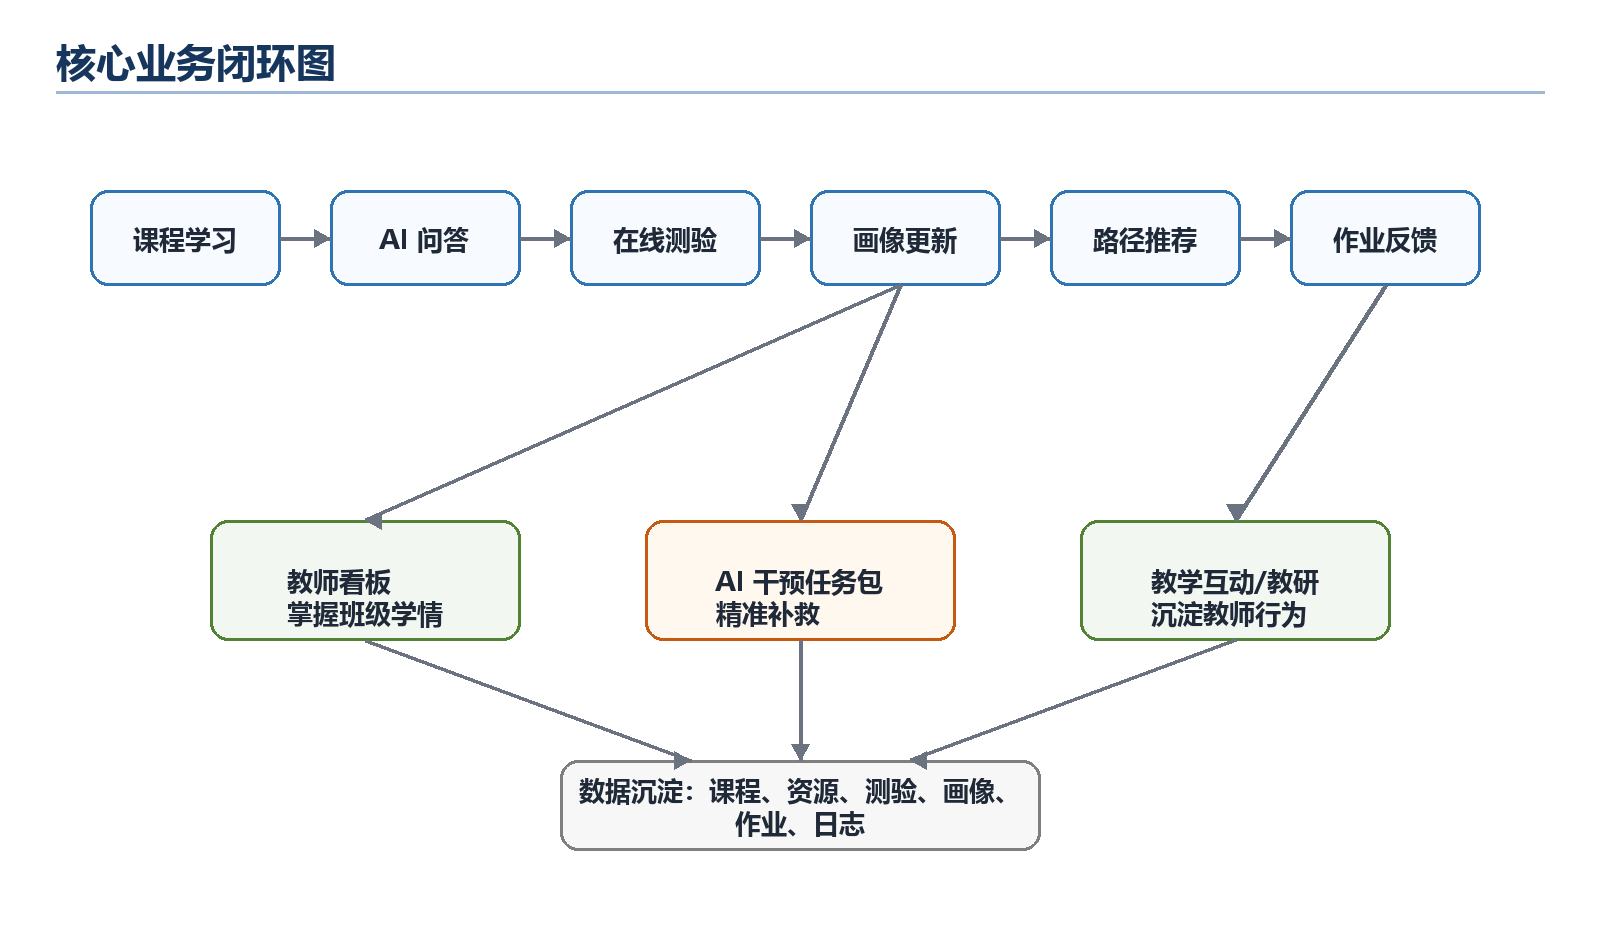 核心业务闭环图
课程学习
AI 问答
在线测验
画像更新
路径推荐
作业反馈
教师看板
掌握班级学情
AI 干预任务包
精准补救
教学互动/教研
沉淀教师行为
数据沉淀：课程、资源、测验、画像、
作业、日志